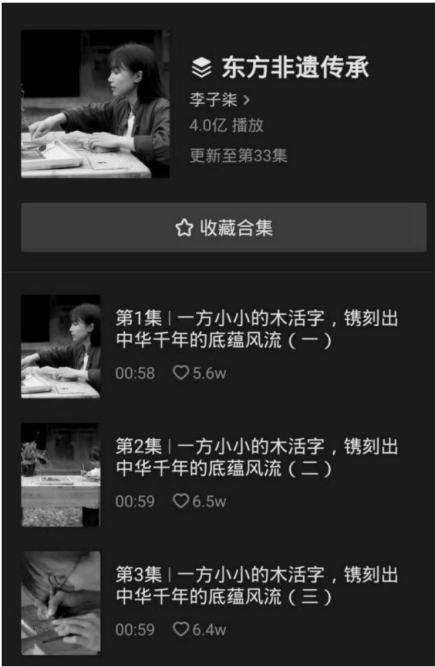 东方非遗传承
李子柒 >
4.0亿 播放
更新至第33集
收藏合集
第1集 | 一方小小的木活字，镌刻出
中华千年的底蕴风流（一）
00:58 5.6w
第2集 | 一方小小的木活字，镌刻出
中华千年的底蕴风流（二）
00:59 6.5w
第3集 | 一方小小的木活字，镌刻出
中华千年的底蕴风流（三）
00:59 6.4w